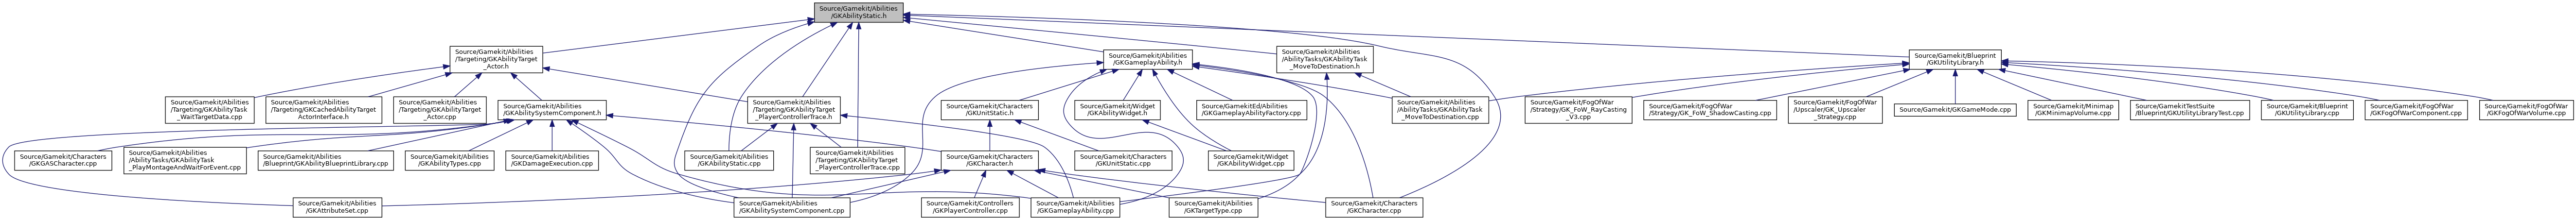 Source/Gamekit/Abilities
/GKAbilityStatic.h
Source/Gamekit/Abilities
/Targeting/GKAbilityTarget
_Actor.h
Source/Gamekit/Abilities
/GKGameplayAbility.h
Source/Gamekit/Abilities
/AbilityTasks/GKAbilityTask
_MoveToDestination.h
Source/Gamekit/Blueprint
/GKUtilityLibrary.h
Source/Gamekit/Abilities
/Targeting/GKAbilityTask
_WaitTargetData.cpp
Source/Gamekit/Abilities
/Targeting/GKCachedAbilityTarget
ActorInterface.h
Source/Gamekit/Abilities
/Targeting/GKAbilityTarget
_Actor.cpp
Source/Gamekit/Abilities
/GKAbilitySystemComponent.h
Source/Gamekit/Abilities
/Targeting/GKAbilityTarget
_PlayerControllerTrace.h
Source/Gamekit/Characters
/GKUnitStatic.h
Source/Gamekit/Widget
/GKAbilityWidget.h
Source/GamekitEd/Abilities
/GKGameplayAbilityFactory.cpp
Source/Gamekit/Abilities
/AbilityTasks/GKAbilityTask
_MoveToDestination.cpp
Source/Gamekit/FogOfWar
/Strategy/GK_FoW_RayCasting
_V3.cpp
Source/Gamekit/FogOfWar
/Strategy/GK_FoW_ShadowCasting.cpp
Source/Gamekit/FogOfWar
/Upscaler/GK_Upscaler
_Strategy.cpp
Source/Gamekit/GKGameMode.cpp
Source/Gamekit/Minimap
/GKMinimapVolume.cpp
Source/GamekitTestSuite
/Blueprint/GKUtilityLibraryTest.cpp
Source/Gamekit/Blueprint
/GKUtilityLibrary.cpp
Source/Gamekit/FogOfWar
/GKFogOfWarComponent.cpp
Source/Gamekit/FogOfWar
/GKFogOfWarVolume.cpp
Source/Gamekit/Characters
/GKGASCharacter.cpp
Source/Gamekit/Abilities
/AbilityTasks/GKAbilityTask
_PlayMontageAndWaitForEvent.cpp
Source/Gamekit/Abilities
/Blueprint/GKAbilityBlueprintLibrary.cpp
Source/Gamekit/Abilities
/GKAbilityTypes.cpp
Source/Gamekit/Abilities
/GKDamageExecution.cpp
Source/Gamekit/Abilities
/GKAbilityStatic.cpp
Source/Gamekit/Abilities
/Targeting/GKAbilityTarget
_PlayerControllerTrace.cpp
Source/Gamekit/Characters
/GKCharacter.h
Source/Gamekit/Characters
/GKUnitStatic.cpp
Source/Gamekit/Widget
/GKAbilityWidget.cpp
Source/Gamekit/Abilities
/GKAttributeSet.cpp
Source/Gamekit/Abilities
/GKAbilitySystemComponent.cpp
Source/Gamekit/Controllers
/GKPlayerController.cpp
Source/Gamekit/Abilities
/GKGameplayAbility.cpp
Source/Gamekit/Abilities
/GKTargetType.cpp
Source/Gamekit/Characters
/GKCharacter.cpp